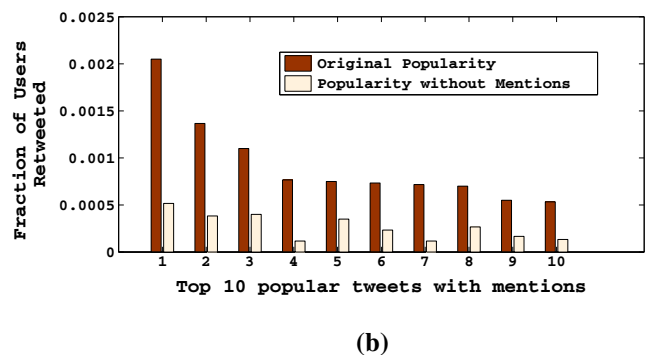 0.0025
0.002
0.0015
0.001
0.0005
0
Fraction of Users
Retweeted
Original Popularity
Popularity without Mentions
1 2 3 4 5 6 7 8 9 10
Top 10 popular tweets with mentions
(b)